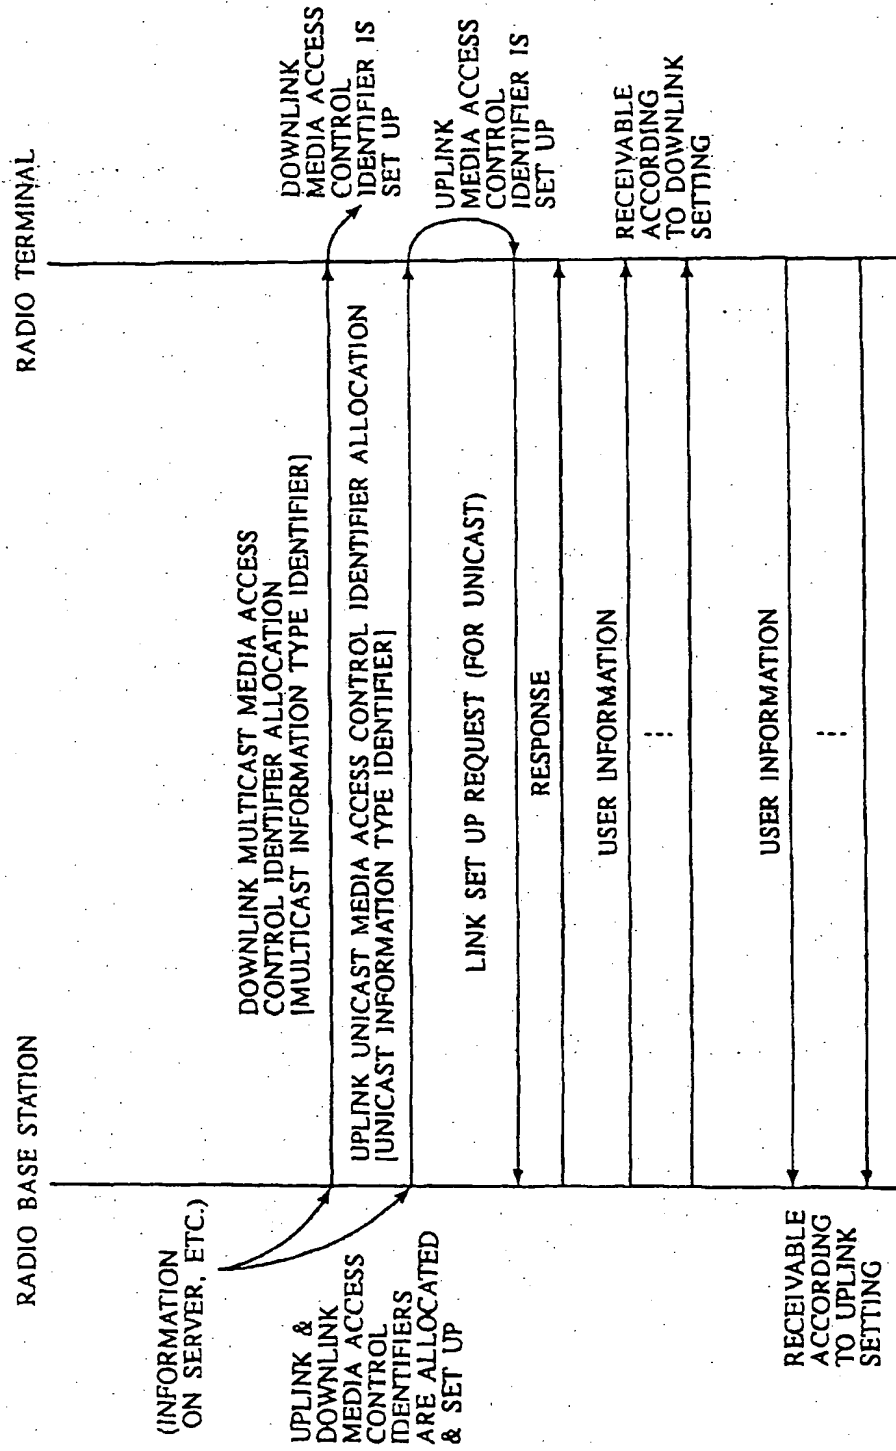 RADIO BASE STATION
RADIO TERMINAL
(INFORMATION
ON SERVER, ETC.)
UPLINK &
DOWNLINK
MEDIA ACCESS
CONTROL
IDENTIFIERS
ARE ALLOCATED
& SET UP
DOWNLINK MULTICAST MEDIA ACCESS
CONTROL IDENTIFIER ALLOCATION
[MULTICAST INFORMATION TYPE IDENTIFIER]
DOWNLINK
MEDIA ACCESS
CONTROL
IDENTIFIER IS
SET UP
UPLINK UNICAST MEDIA ACCESS CONTROL IDENTIFIER ALLOCATION
[UNICAST INFORMATION TYPE IDENTIFIER]
UPLINK
MEDIA ACCESS
CONTROL
IDENTIFIER IS
SET UP
LINK SET UP REQUEST (FOR UNICAST)
RESPONSE
USER INFORMATION
RECEIVABLE
ACCORDING
TO DOWNLINK
SETTING
USER INFORMATION
RECEIVABLE
ACCORDING
TO UPLINK
SETTING